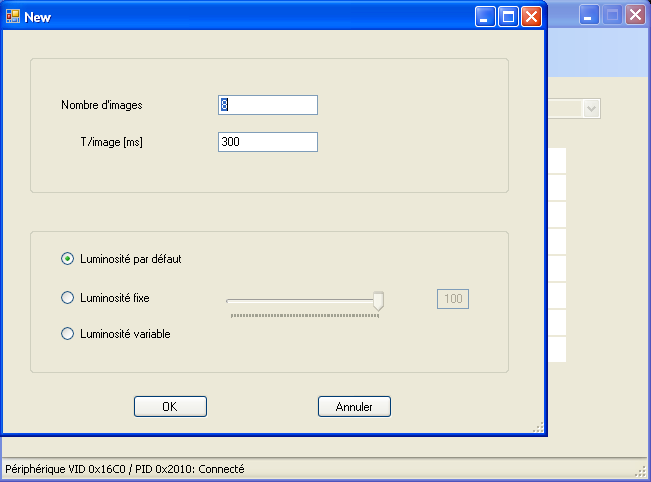 New
Nombre d'images
8
T/image [ms]
300
Luminosité par défaut
Luminosité fixe
100
Luminosité variable
OK
Annuler
Périphérique VID 0x16C0 / PID 0x2010: Connecté